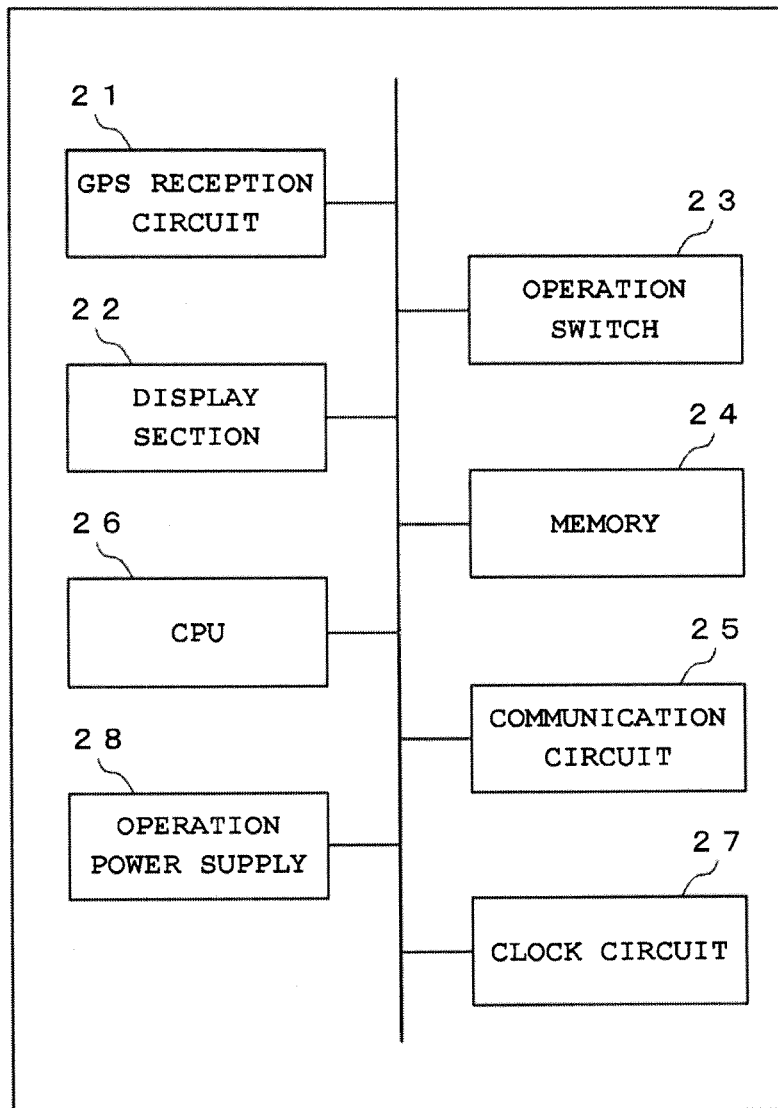 21
GPS RECEPTION
CIRCUIT
22
DISPLAY
SECTION
26
CPU
28
OPERATION
POWER SUPPLY
23
OPERATION
SWITCH
24
MEMORY
25
COMMUNICATION
CIRCUIT
27
CLOCK CIRCUIT